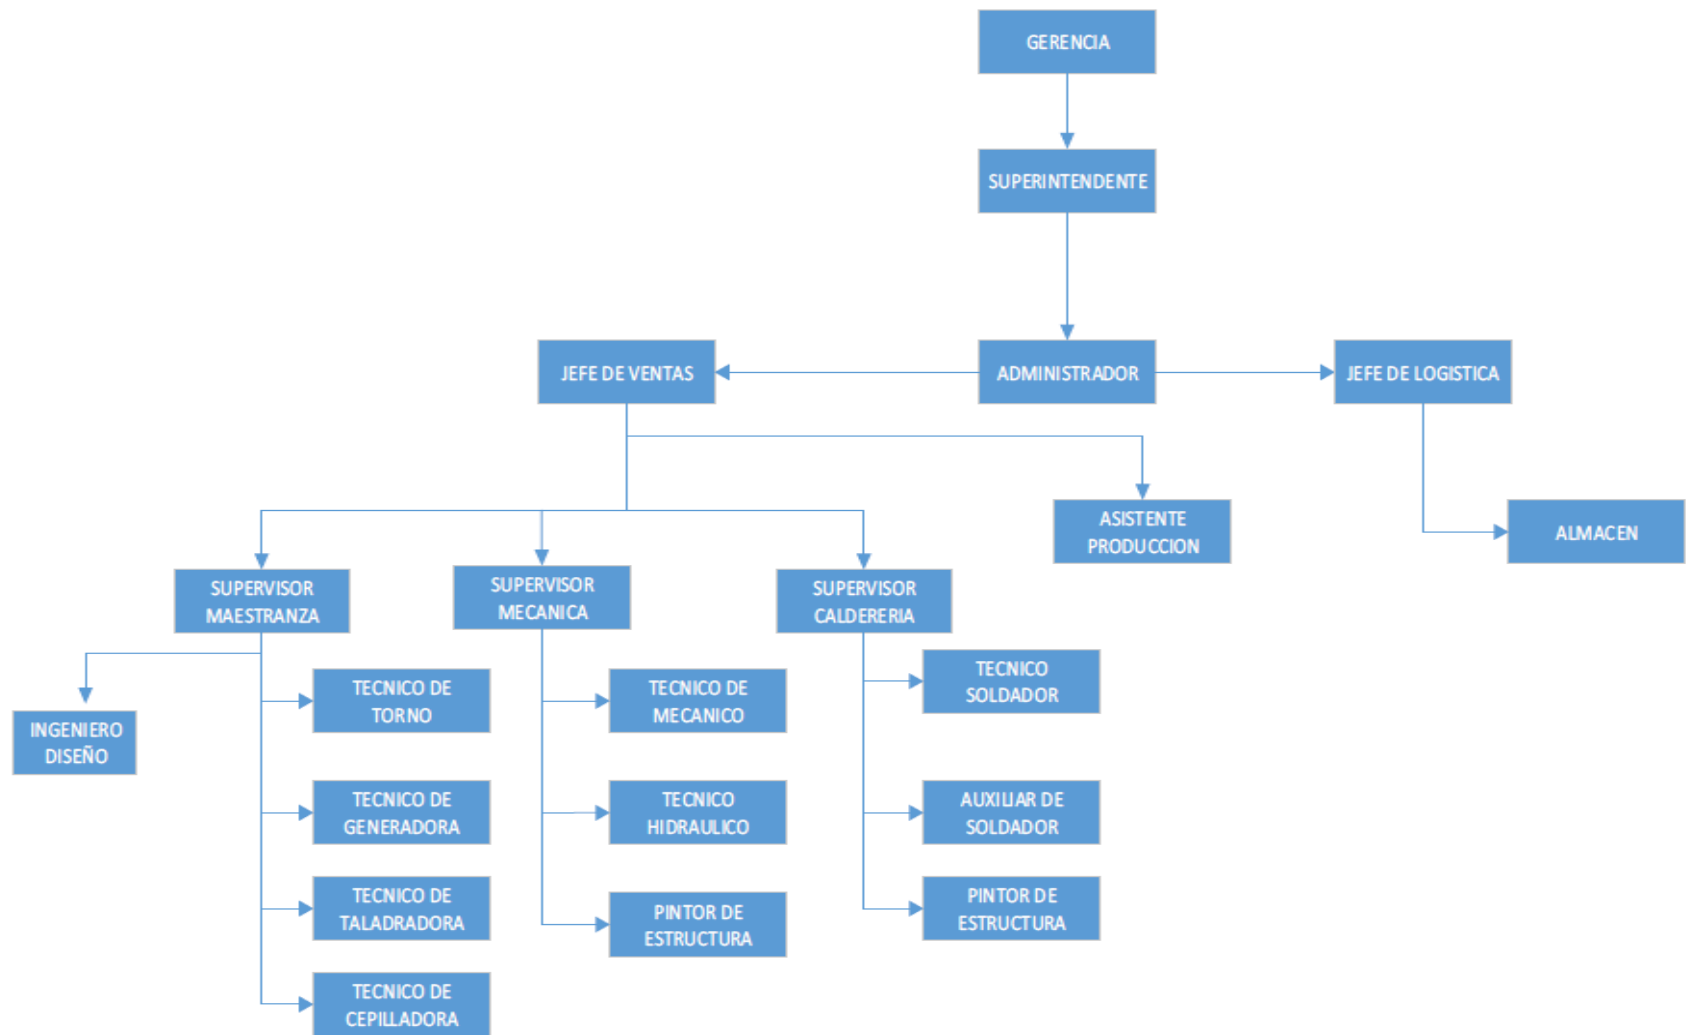 GERENCIA
SUPERINTENDENTE
JEFE DE VENTAS
ADMINISTRADOR
JEFE DE LOGISTICA
ASISTENTE
PRODUCCION
ALMACEN
SUPERVISOR
MAESTRANZA
SUPERVISOR
MECANICA
SUPERVISOR
CALDERERIA
INGENIERO
DISEÑO
TECNICO DE
TORNO
TECNICO DE
GENERADORA
TECNICO DE
TALADRADORA
TECNICO DE
CEPILLADORA
TECNICO DE
MECANICO
TECNICO
HIDRAULICO
PINTOR DE
ESTRUCTURA
TECNICO
SOLDADOR
AUXILIAR DE
SOLDADOR
PINTOR DE
ESTRUCTURA